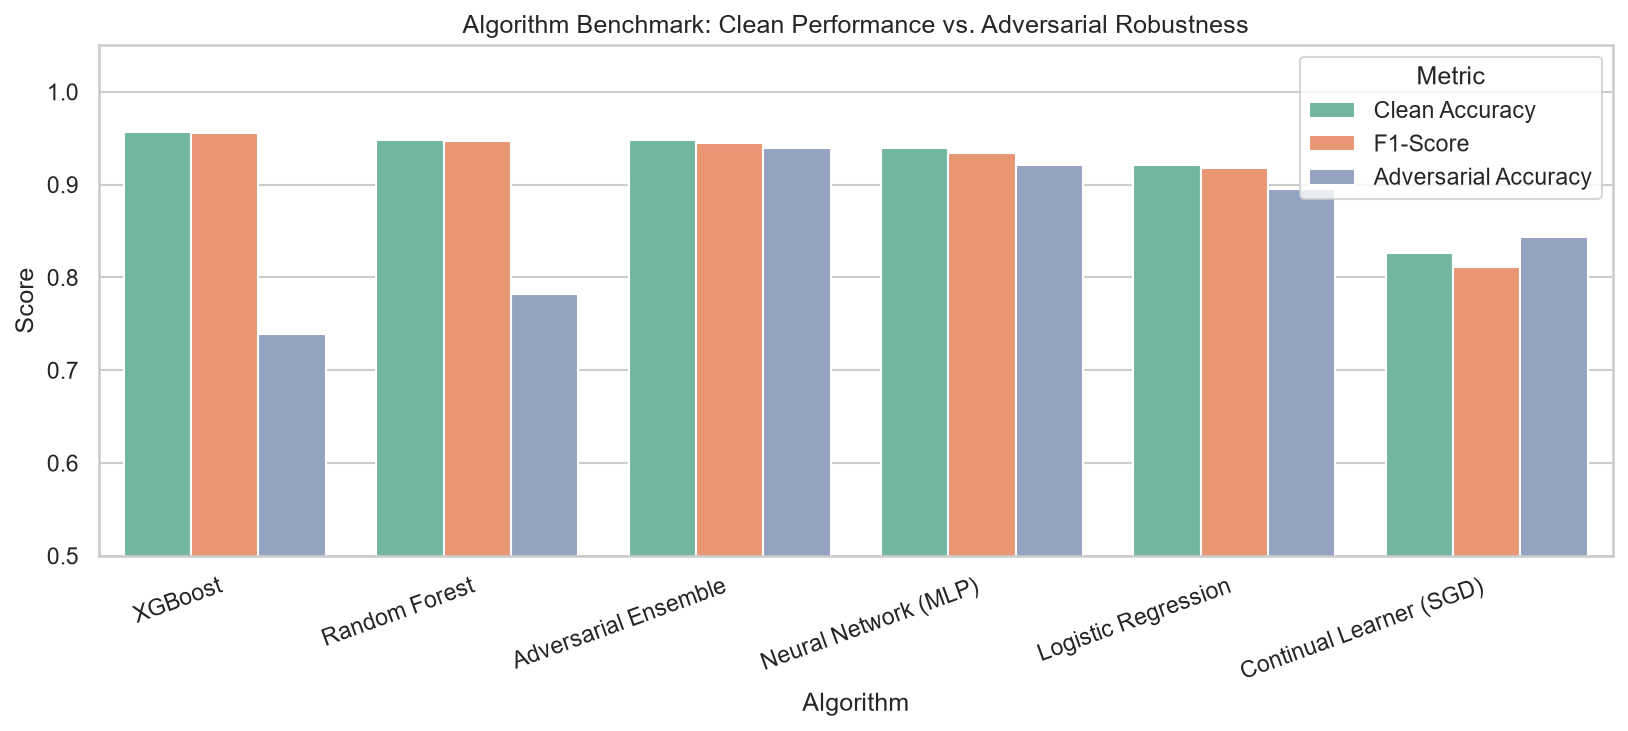 Algorithm Benchmark: Clean Performance vs. Adversarial Robustness
Metric
Clean Accuracy
F1-Score
Adversarial Accuracy
Score
1.0
0.9
0.8
0.7
0.6
0.5
XGBoost
Random Forest
Adversarial Ensemble
Neural Network (MLP)
Logistic Regression
Continual Learner (SGD)
Algorithm